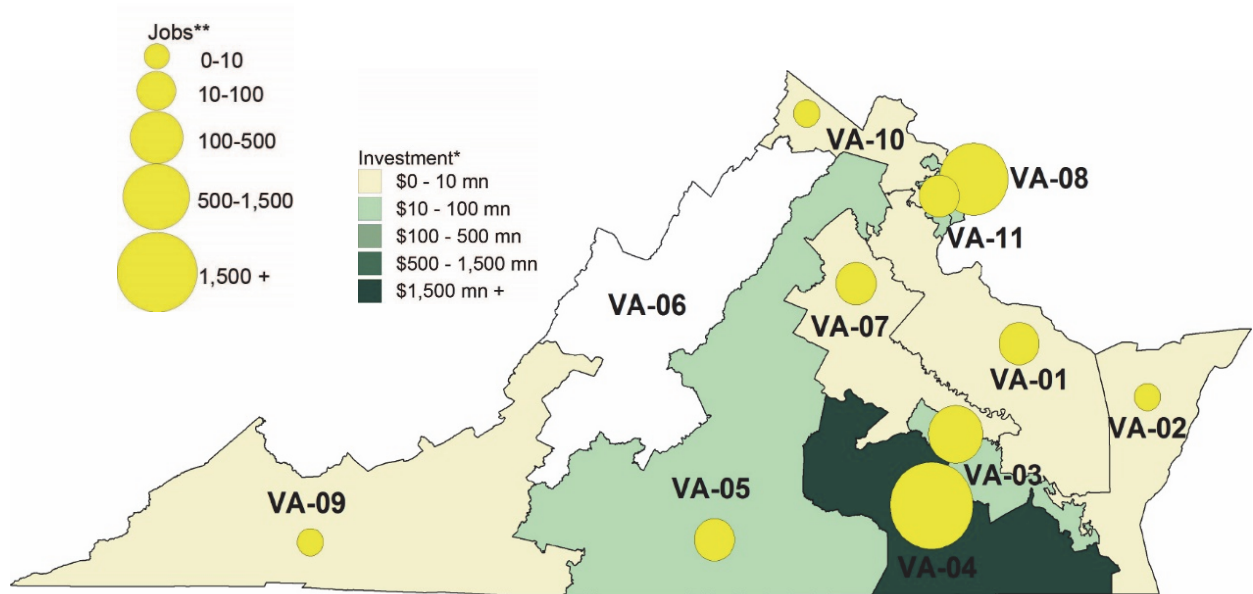 Jobs**
0-10
10-100
100-500
500-1,500
1,500 +
Investment*
$0 - 10 mn
$10 - 100 mn
$100 - 500 mn
$500 - 1,500 mn
$1,500 mn +
VA-10
VA-08
VA-11
VA-06
VA-07
VA-01
VA-02
VA-03
VA-05
VA-09
VA-04